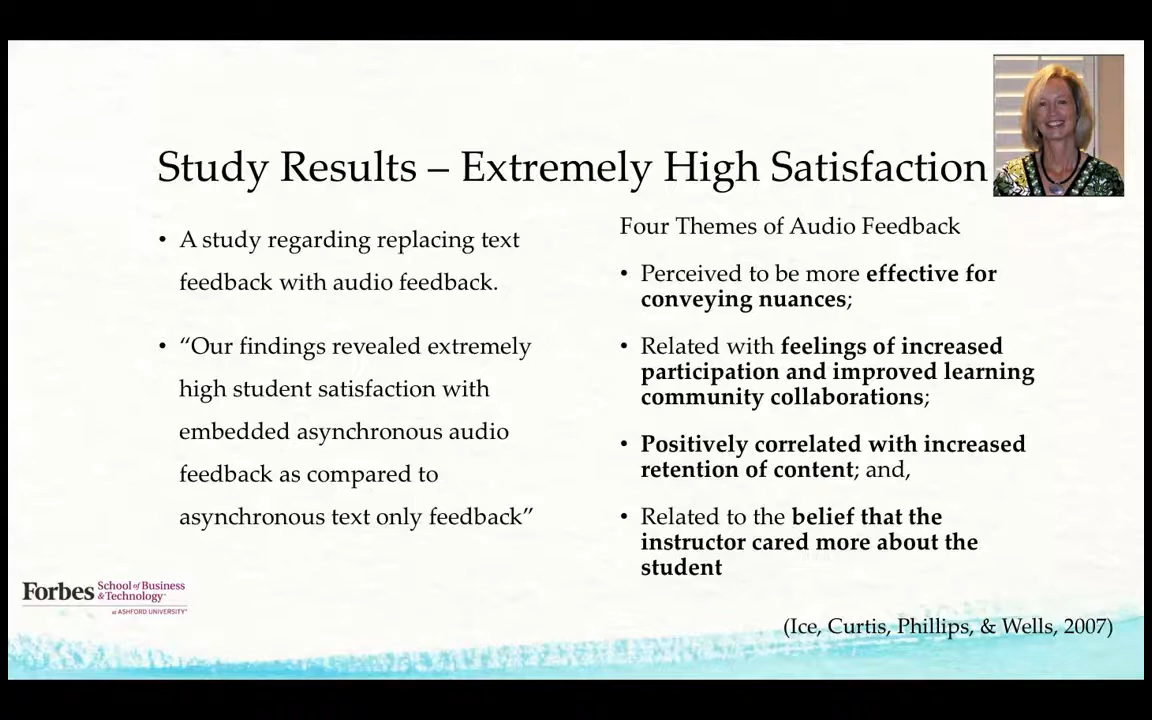 Study Results – Extremely High Satisfaction
• A study regarding replacing text
feedback with audio feedback.
• “Our findings revealed extremely
high student satisfaction with
embedded asynchronous audio
feedback as compared to
asynchronous text only feedback”
Four Themes of Audio Feedback
• Perceived to be more effective for
conveying nuances;
• Related with feelings of increased
participation and improved learning
community collaborations;
• Positively correlated with increased
retention of content; and,
• Related to the belief that the
instructor cared more about the
student
(Ice, Curtis, Phillips, & Wells, 2007)
Forbes School of Business
& Technology
at ASHFORD UNIVERSITY